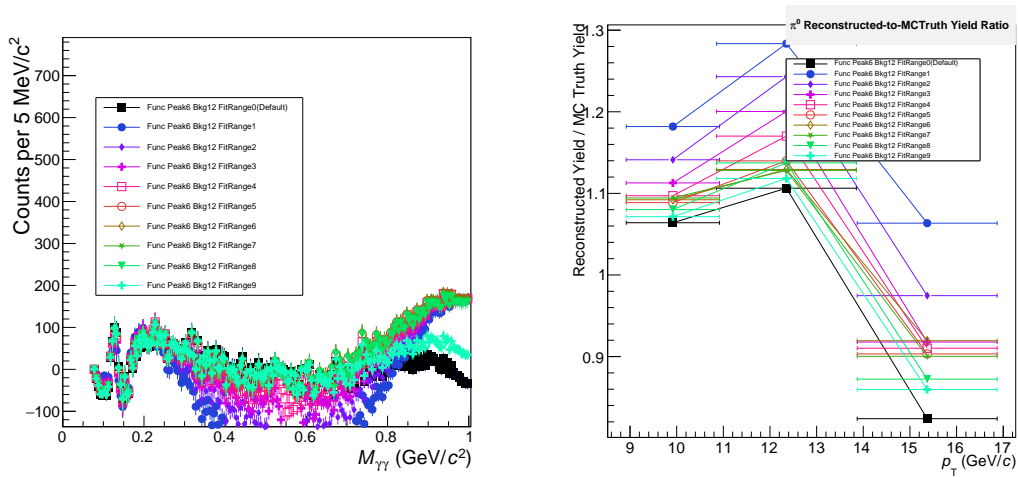 Counts per 5 MeV/c²
700
600
500
400
300
200
100
0
−100
Func Peak6 Bkg12 FitRange0(Default)
Func Peak6 Bkg12 FitRange1
Func Peak6 Bkg12 FitRange2
Func Peak6 Bkg12 FitRange3
Func Peak6 Bkg12 FitRange4
Func Peak6 Bkg12 FitRange5
Func Peak6 Bkg12 FitRange6
Func Peak6 Bkg12 FitRange7
Func Peak6 Bkg12 FitRange8
Func Peak6 Bkg12 FitRange9
0 0.2 0.4 0.6 0.8 1
Mγγ (GeV/c²)
π⁰ Reconstructed-to-MCTruth Yield Ratio
Reconstructed Yield / MC Truth Yield
1.3
1.2
1.1
1
0.9
Func Peak6 Bkg12 FitRange0(Default)
Func Peak6 Bkg12 FitRange1
Func Peak6 Bkg12 FitRange2
Func Peak6 Bkg12 FitRange3
Func Peak6 Bkg12 FitRange4
Func Peak6 Bkg12 FitRange5
Func Peak6 Bkg12 FitRange6
Func Peak6 Bkg12 FitRange7
Func Peak6 Bkg12 FitRange8
Func Peak6 Bkg12 FitRange9
9 10 11 12 13 14 15 16 17
pT (GeV/c)